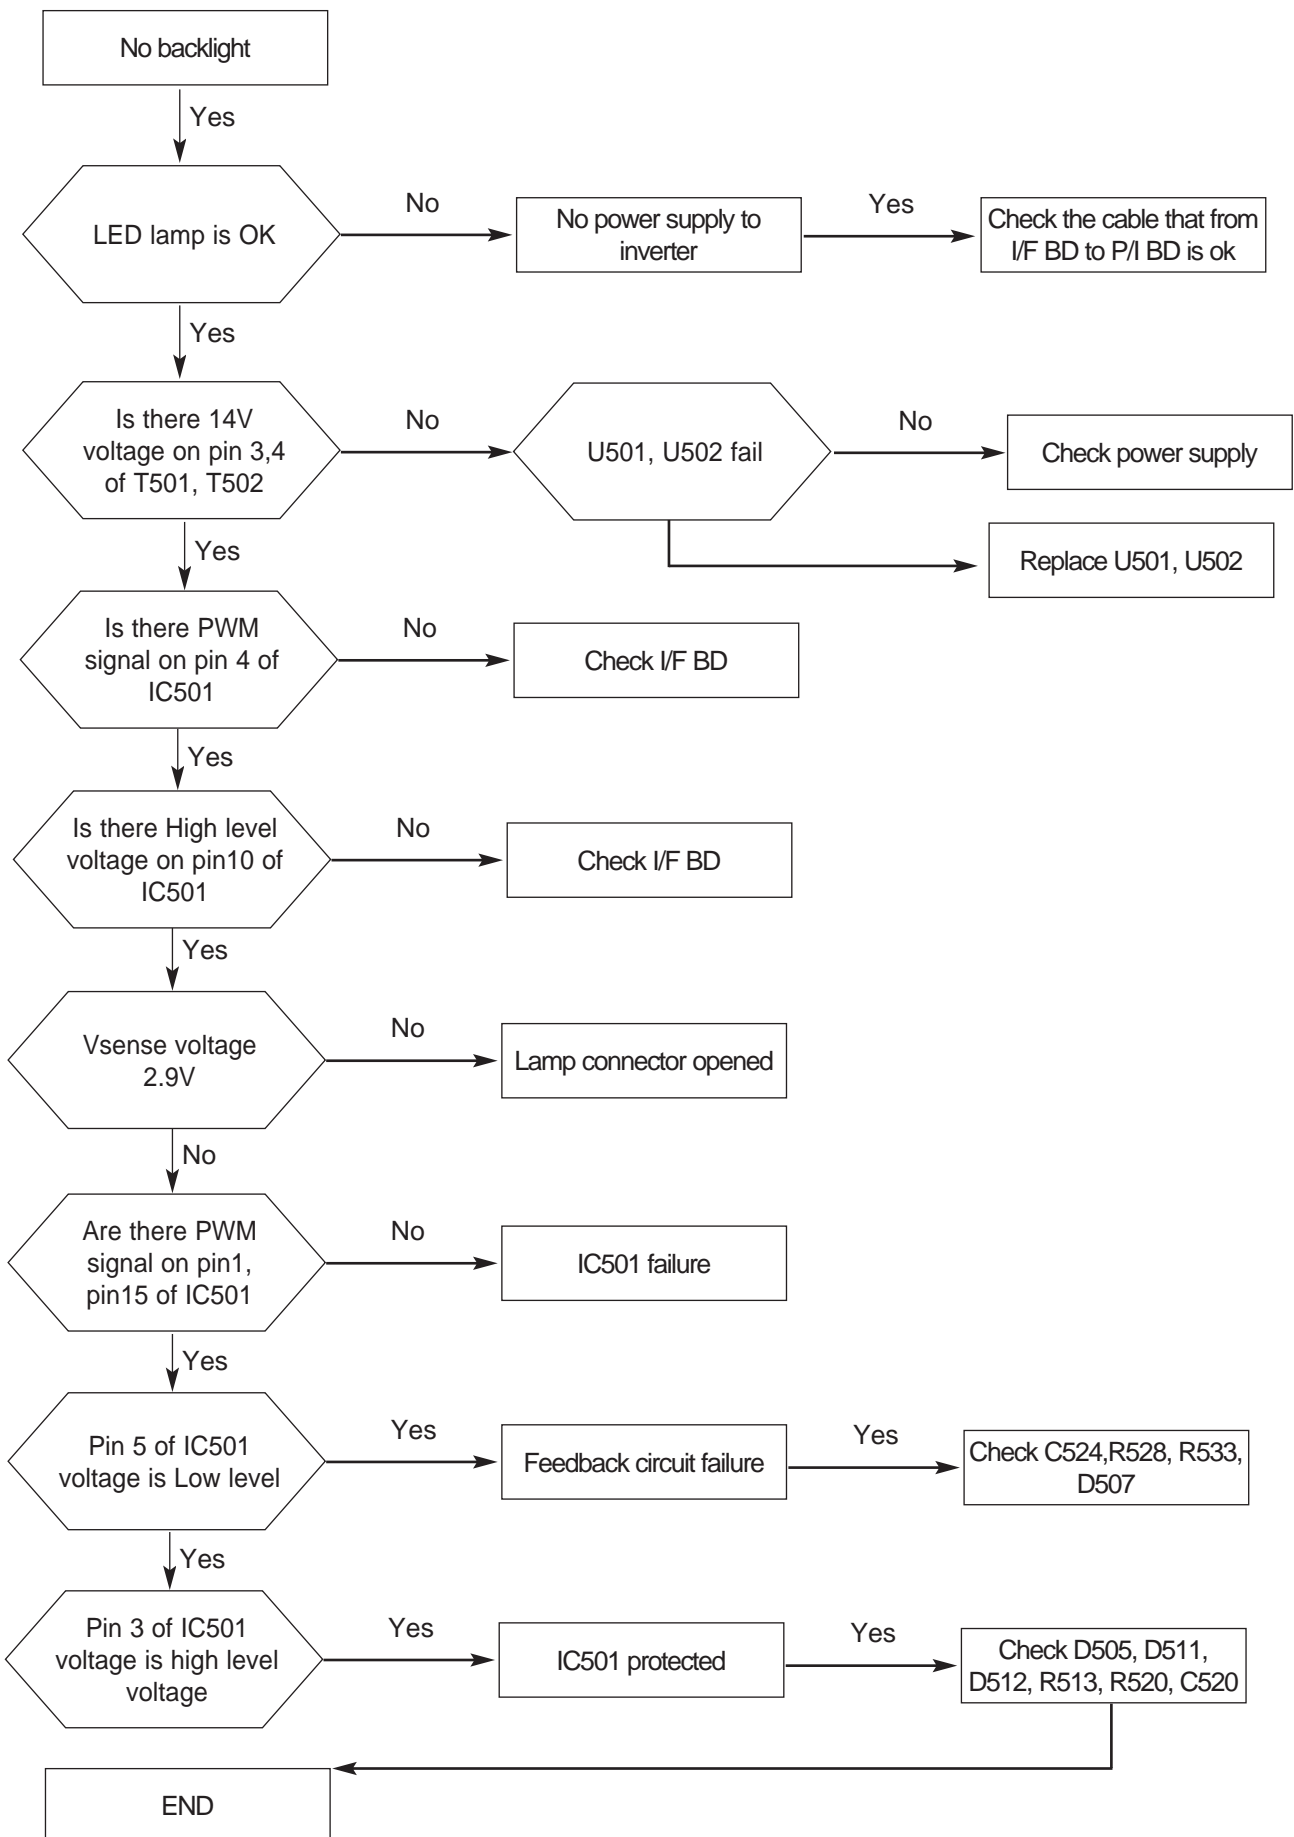 No backlight
Yes
LED lamp is OK
No
No power supply to
inverter
Yes
Check the cable that from
I/F BD to P/I BD is ok
Yes
Is there 14V
voltage on pin 3,4
of T501, T502
No
U501, U502 fail
No
Check power supply
Replace U501, U502
Yes
Is there PWM
signal on pin 4 of
IC501
No
Check I/F BD
Yes
Is there High level
voltage on pin10 of
IC501
No
Check I/F BD
Yes
Vsense voltage
2.9V
No
Lamp connector opened
No
Are there PWM
signal on pin1,
pin15 of IC501
No
IC501 failure
Yes
Pin 5 of IC501
voltage is Low level
Yes
Feedback circuit failure
Yes
Check C524,R528, R533,
D507
Yes
Pin 3 of IC501
voltage is high level
voltage
Yes
IC501 protected
Yes
Check D505, D511,
D512, R513, R520, C520
END